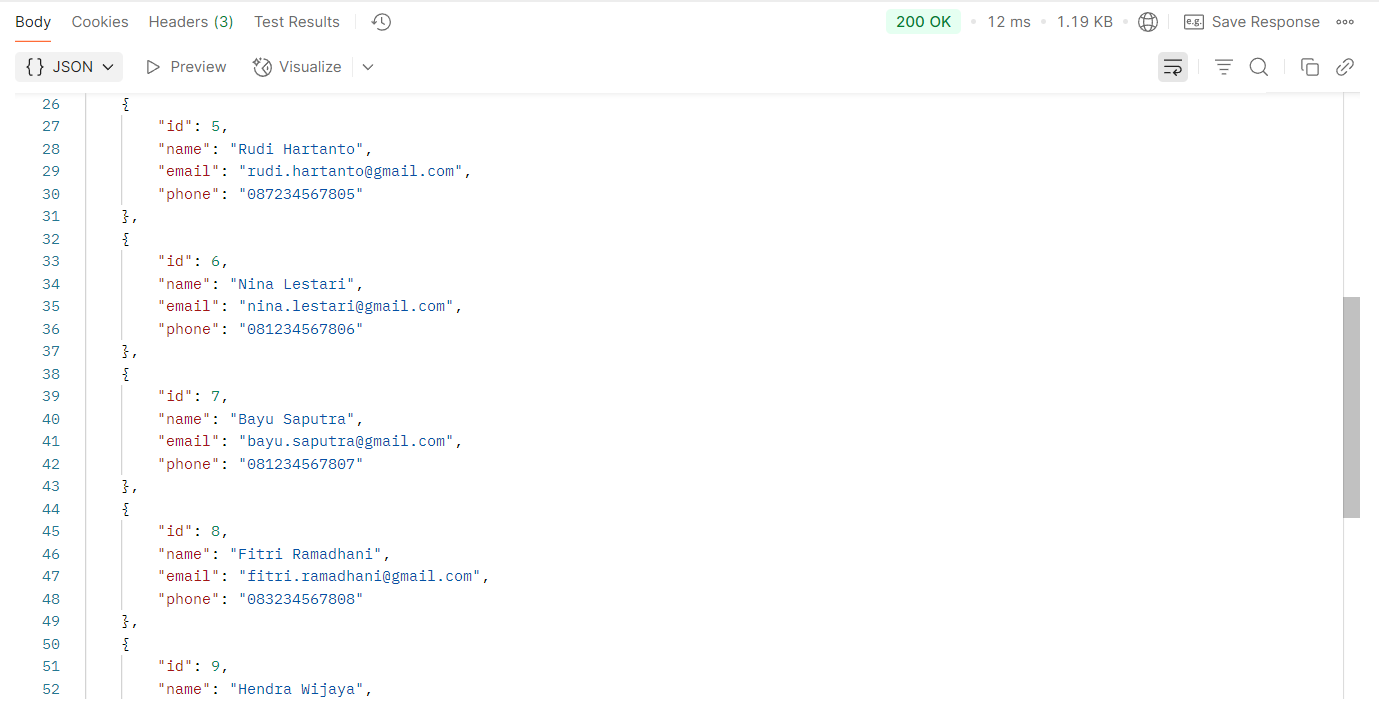 Body Cookies Headers (3) Test Results 200 OK • 12 ms • 1.19 KB • e.g. Save Response
{} JSON Preview Visualize
26 {
27 "id": 5,
28 "name": "Rudi Hartanto",
29 "email": "rudi.hartanto@gmail.com",
30 "phone": "087234567805"
31 },
32 {
33 "id": 6,
34 "name": "Nina Lestari",
35 "email": "nina.lestari@gmail.com",
36 "phone": "081234567806"
37 },
38 {
39 "id": 7,
40 "name": "Bayu Saputra",
41 "email": "bayu.saputra@gmail.com",
42 "phone": "081234567807"
43 },
44 {
45 "id": 8,
46 "name": "Fitri Ramadhani",
47 "email": "fitri.ramadhani@gmail.com",
48 "phone": "083234567808"
49 },
50 {
51 "id": 9,
52 "name": "Hendra Wijaya",